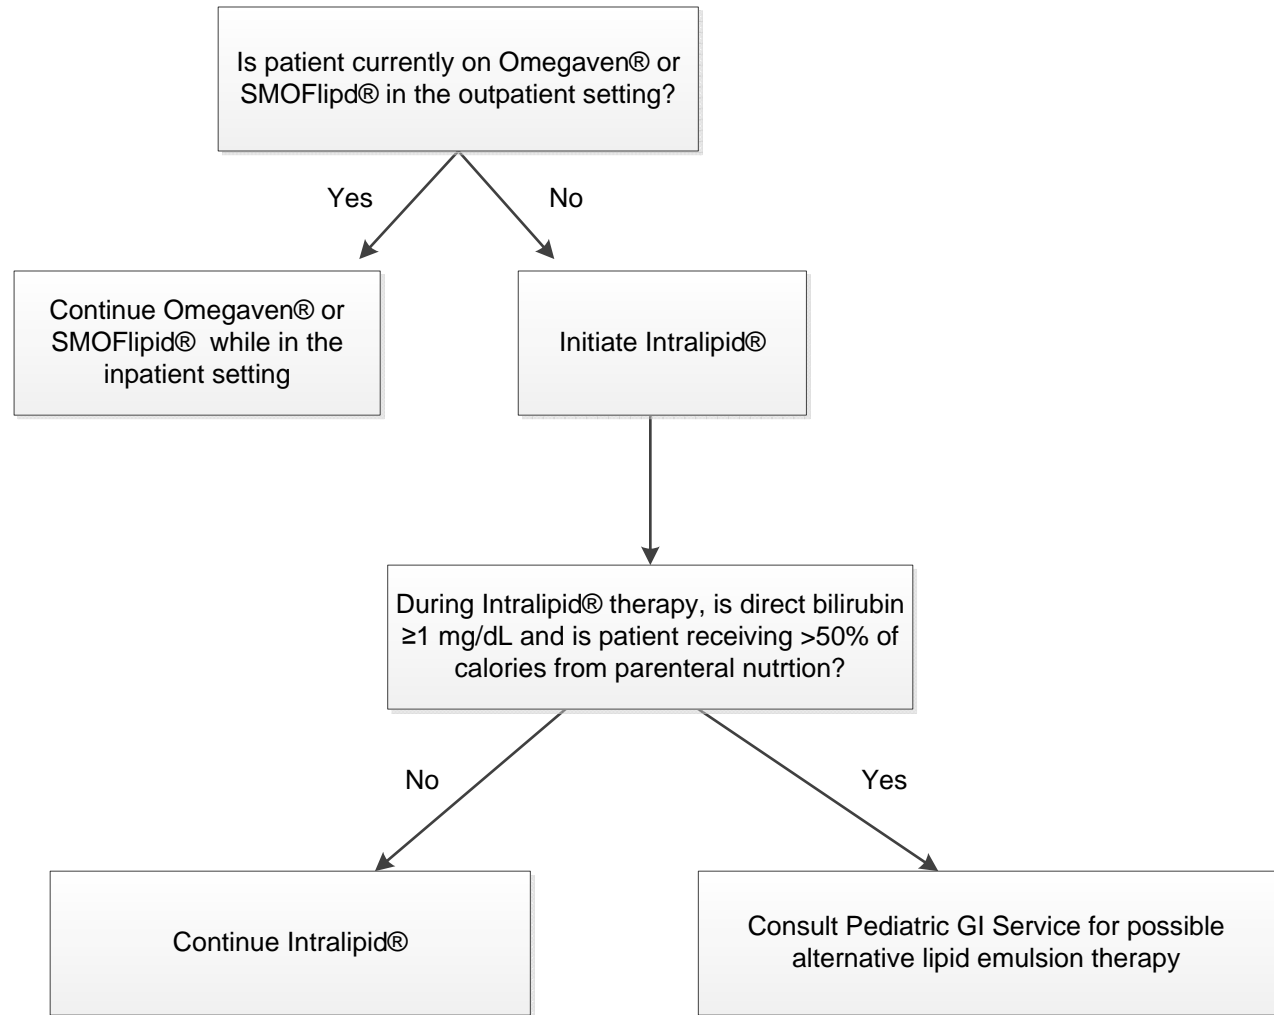 Is patient currently on Omegaven® or
SMOFlipd® in the outpatient setting?
Yes
No
Continue Omegaven® or
SMOFlipid® while in the
inpatient setting
Initiate Intralipid®
During Intralipid® therapy, is direct bilirubin
≥1 mg/dL and is patient receiving >50% of
calories from parenteral nutrtion?
No
Yes
Continue Intralipid®
Consult Pediatric GI Service for possible
alternative lipid emulsion therapy